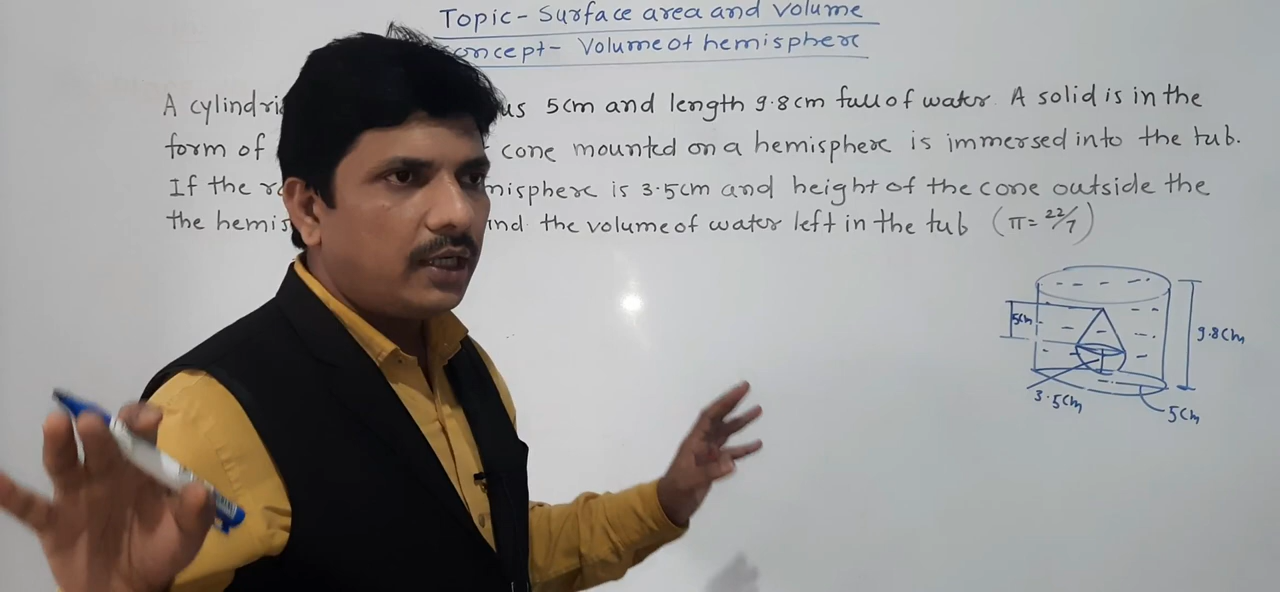 Topic - Surface area and volume
concept - Volume of hemisphere
A cylindri us 5cm and length 9.8cm full of water. A solid is in the
form of cone mounted on a hemisphere is immersed into the tub.
If the misphere is 3.5cm and height of the cone outside the
the hemis ind the volume of water left in the tub (π = 22/7)
5cm
9.8cm
3.5cm
5cm